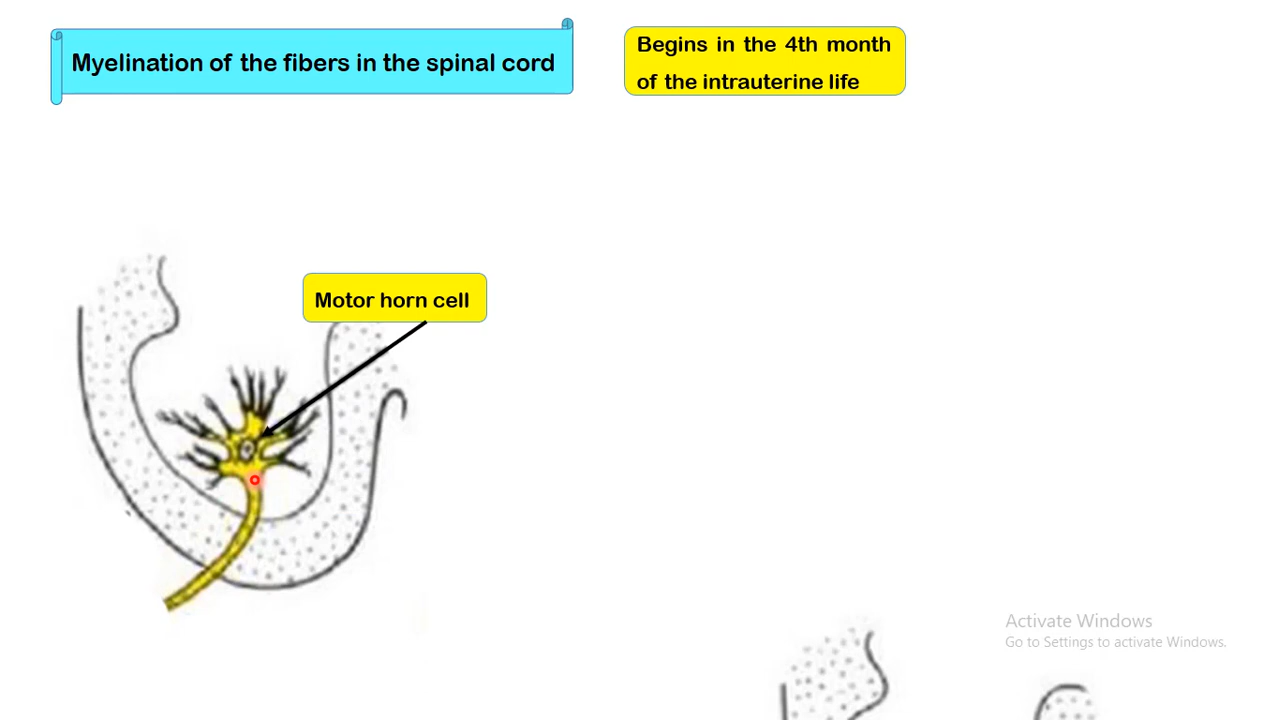 Myelination of the fibers in the spinal cord
Begins in the 4th month
of the intrauterine life
Motor horn cell
Activate Windows
Go to Settings to activate Windows.